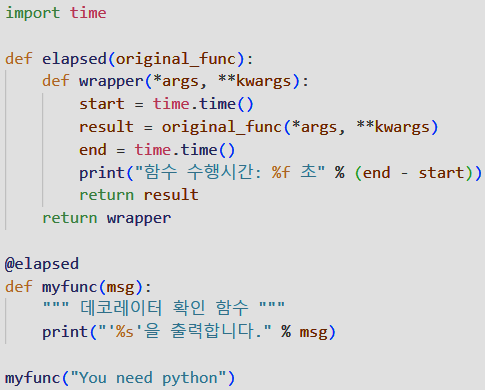 import time

def elapsed(original_func):
    def wrapper(*args, **kwargs):
        start = time.time()
        result = original_func(*args, **kwargs)
        end = time.time()
        print("함수 수행시간: %f 초" % (end - start))
        return result
    return wrapper

@elapsed
def myfunc(msg):
    """ 데코레이터 확인 함수 """
    print("'%s'을 출력합니다." % msg)

myfunc("You need python")